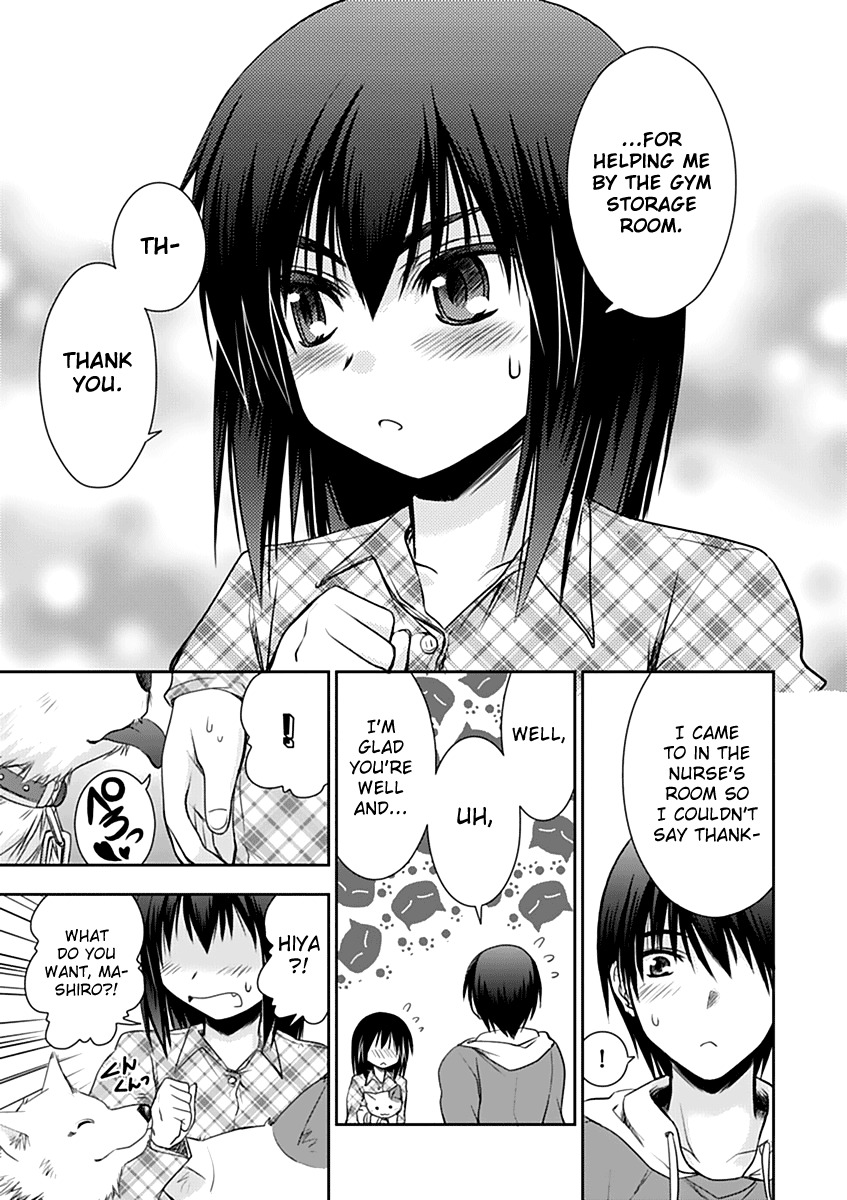 ...FOR
HELPING ME
BY THE GYM
STORAGE
ROOM.
TH-
THANK
YOU.
I CAME
TO IN THE
NURSE'S
ROOM SO
I COULDN'T
SAY THANK-
!
WELL,
UH,
I'M
GLAD
YOU'RE
WELL
AND...
!
ペろっ
HIYA
?!
WHAT
DO YOU
WANT, MA-
SHIRO?!
くん
くんっ